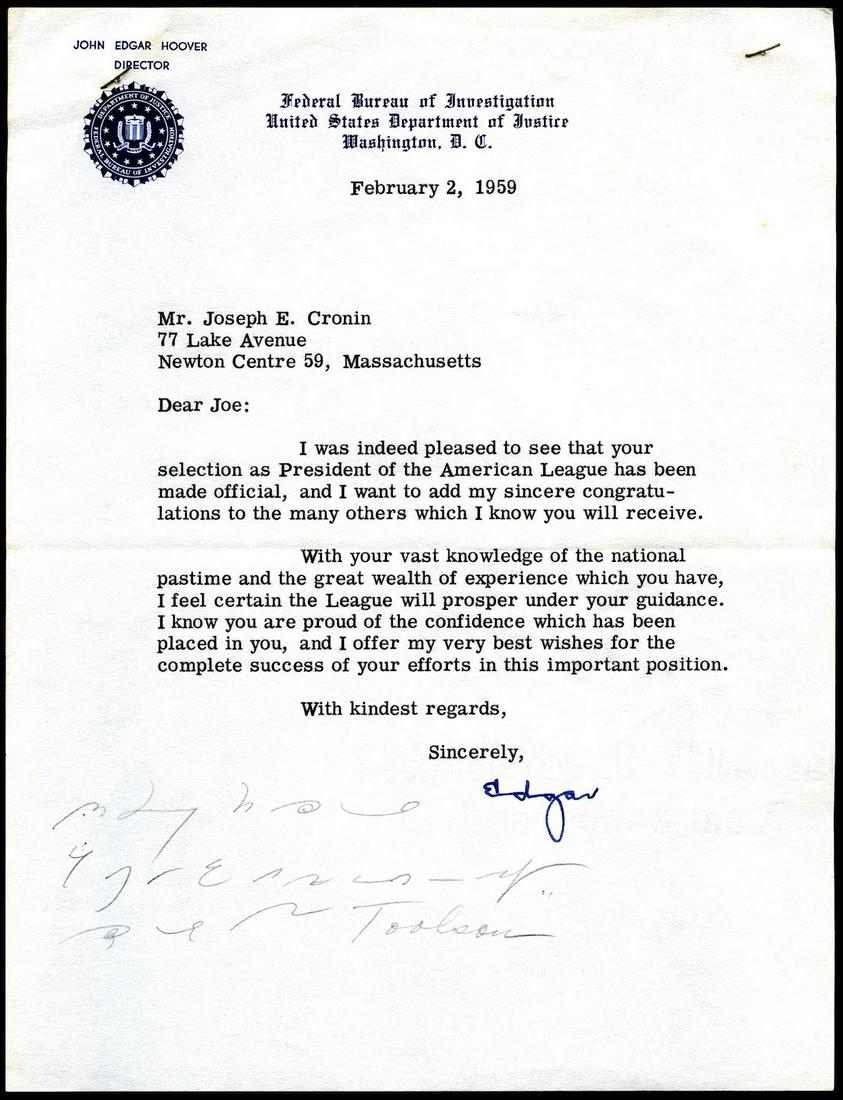 JOHN EDGAR HOOVER
DIRECTOR
DEPARTMENT OF JUSTICE
FEDERAL BUREAU OF INVESTIGATION
Federal Bureau of Investigation
United States Department of Justice
Washington, D. C.
February 2, 1959
Mr. Joseph E. Cronin
77 Lake Avenue
Newton Centre 59, Massachusetts
Dear Joe:
I was indeed pleased to see that your
selection as President of the American League has been
made official, and I want to add my sincere congratu-
lations to the many others which I know you will receive.
With your vast knowledge of the national
pastime and the great wealth of experience which you have,
I feel certain the League will prosper under your guidance.
I know you are proud of the confidence which has been
placed in you, and I offer my very best wishes for the
complete success of your efforts in this important position.
With kindest regards,
Sincerely,
Edgar
Toolson